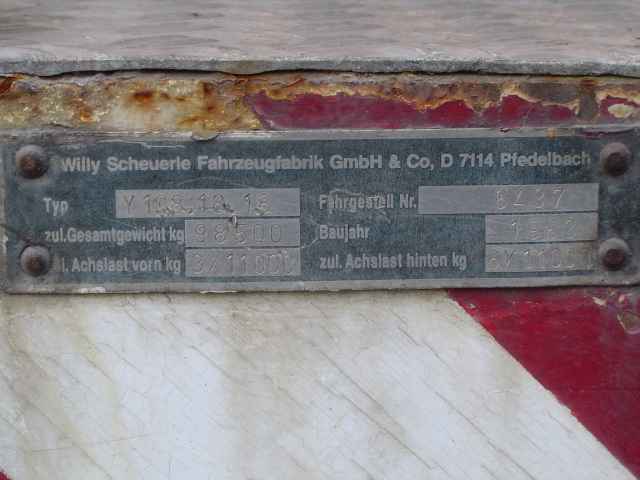 Willy Scheuerle Fahrzeugfabrik GmbH & Co, D 7114 Pfedelbach
Typ Fahrgestell Nr.
zul.Gesamtgewicht kg 98500 Baujahr
Achslast vorn kg zul. Achslast hinten kg